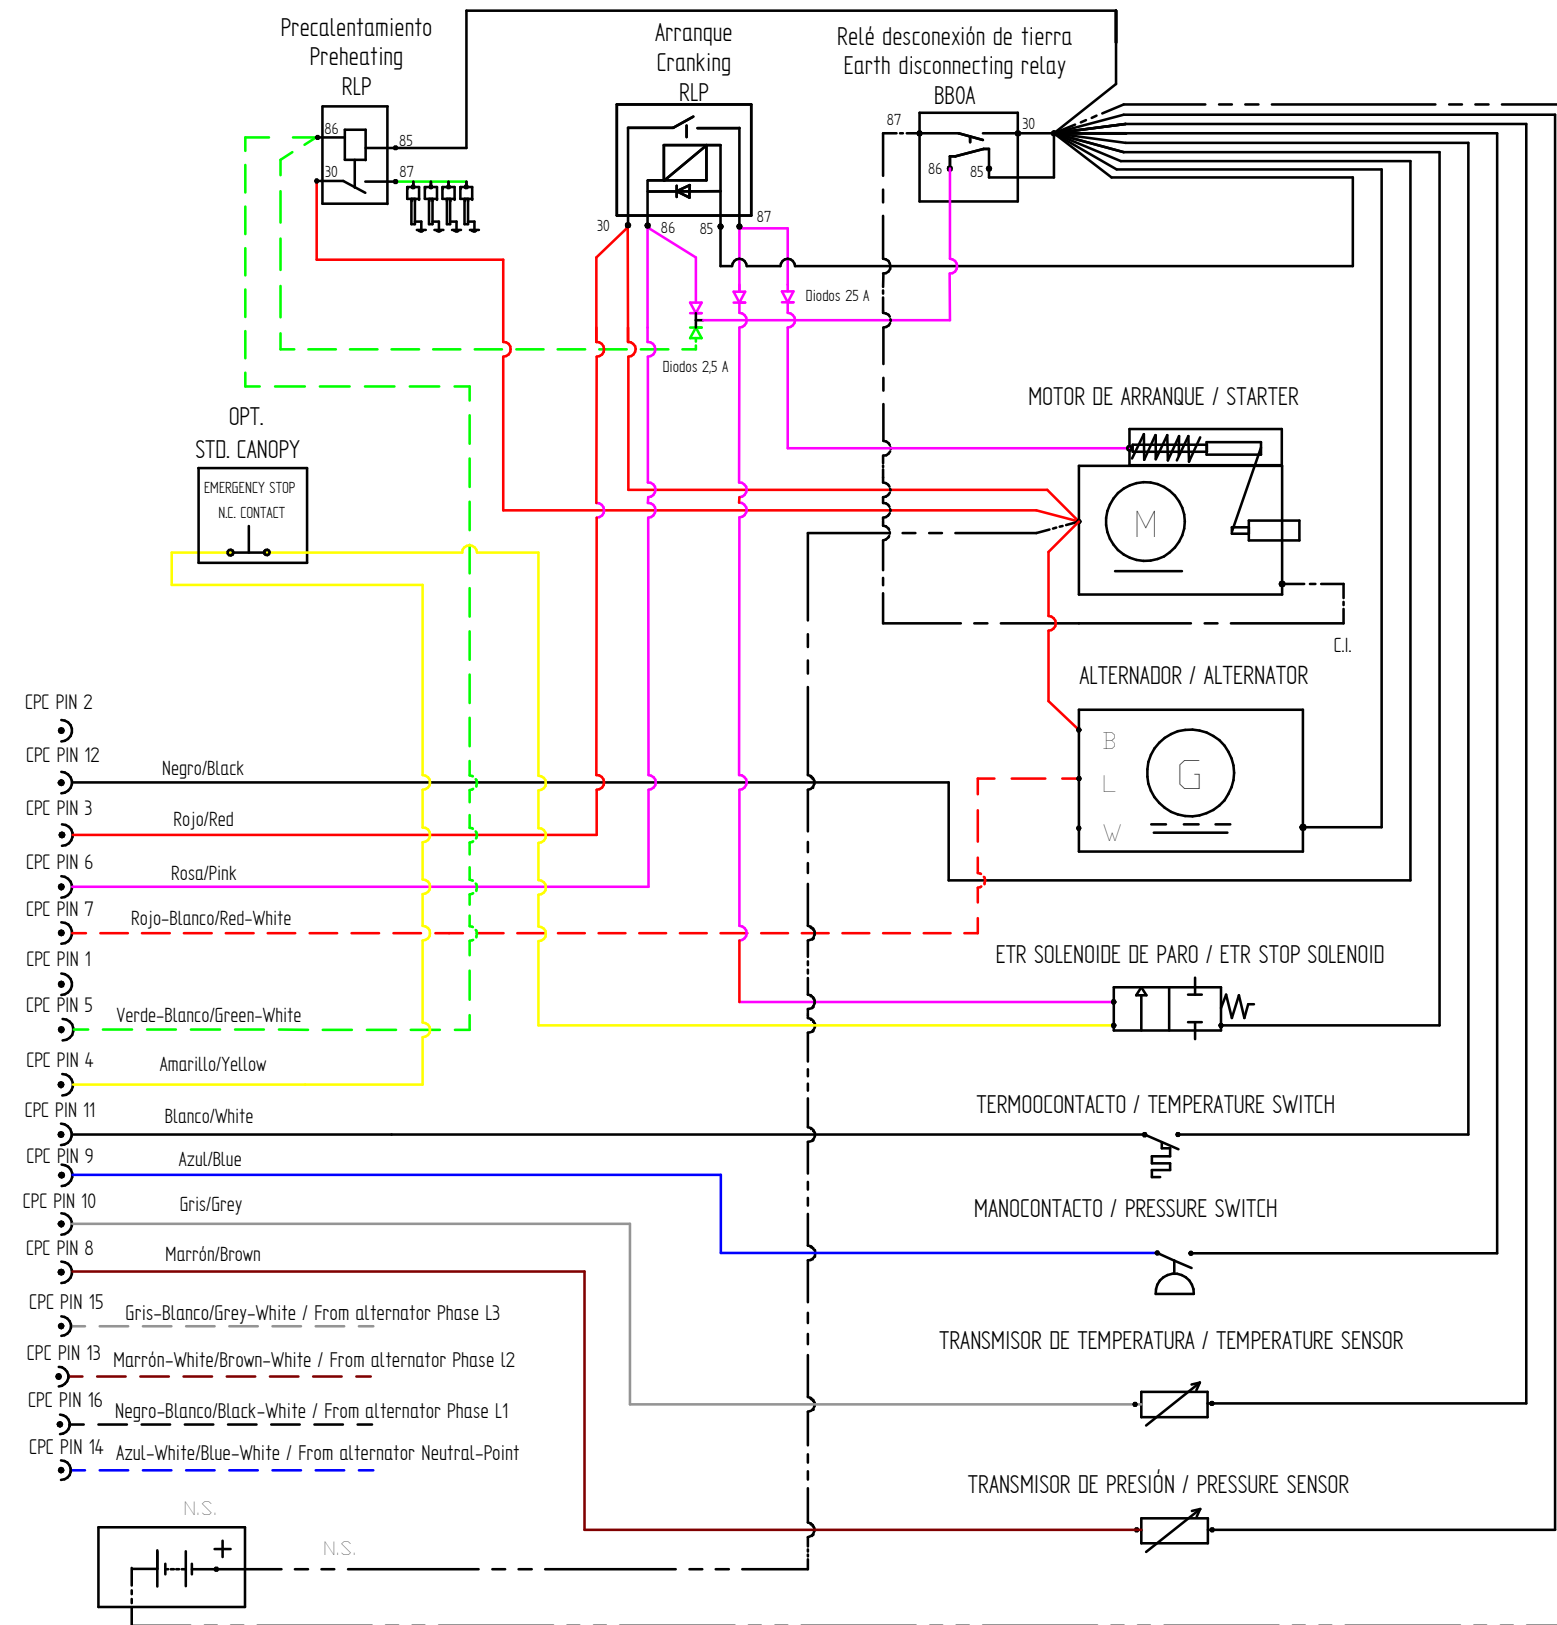 Precalentamiento
Preheating
RLP
Arranque
Cranking
RLP
Relé desconexión de tierra
Earth disconnecting relay
BB0A
86
85
30
87
30
86
85
87
87
30
86
85
Diodos 25 A
Diodos 2,5 A
OPT.
STD. CANOPY
EMERGENCY STOP
N.C. CONTACT
MOTOR DE ARRANQUE / STARTER
M
C.I.
ALTERNADOR / ALTERNATOR
B
L
W
G
CPC PIN 2
CPC PIN 12
Negro/Black
CPC PIN 3
Rojo/Red
CPC PIN 6
Rosa/Pink
CPC PIN 7
Rojo-Blanco/Red-White
CPC PIN 1
CPC PIN 5
Verde-Blanco/Green-White
CPC PIN 4
Amarillo/Yellow
CPC PIN 11
Blanco/White
CPC PIN 9
Azul/Blue
CPC PIN 10
Gris/Grey
CPC PIN 8
Marrón/Brown
CPC PIN 15
Gris-Blanco/Grey-White / From alternator Phase L3
CPC PIN 13
Marrón-White/Brown-White / From alternator Phase L2
CPC PIN 16
Negro-Blanco/Black-White / From alternator Phase L1
CPC PIN 14
Azul-White/Blue-White / From alternator Neutral-Point
ETR SOLENOIDE DE PARO / ETR STOP SOLENOID
TERMOOCONTACTO / TEMPERATURE SWITCH
MANOCONTACTO / PRESSURE SWITCH
TRANSMISOR DE TEMPERATURA / TEMPERATURE SENSOR
TRANSMISOR DE PRESIÓN / PRESSURE SENSOR
N.S.
+
N.S.